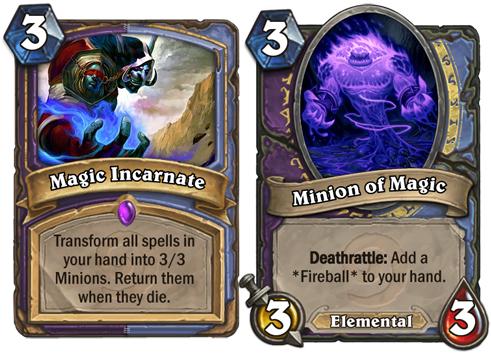 3
Magic Incarnate
Transform all spells in
your hand into 3/3
Minions. Return them
when they die.
3
Minion of Magic
Deathrattle: Add a
*Fireball* to your hand.
3
Elemental
3